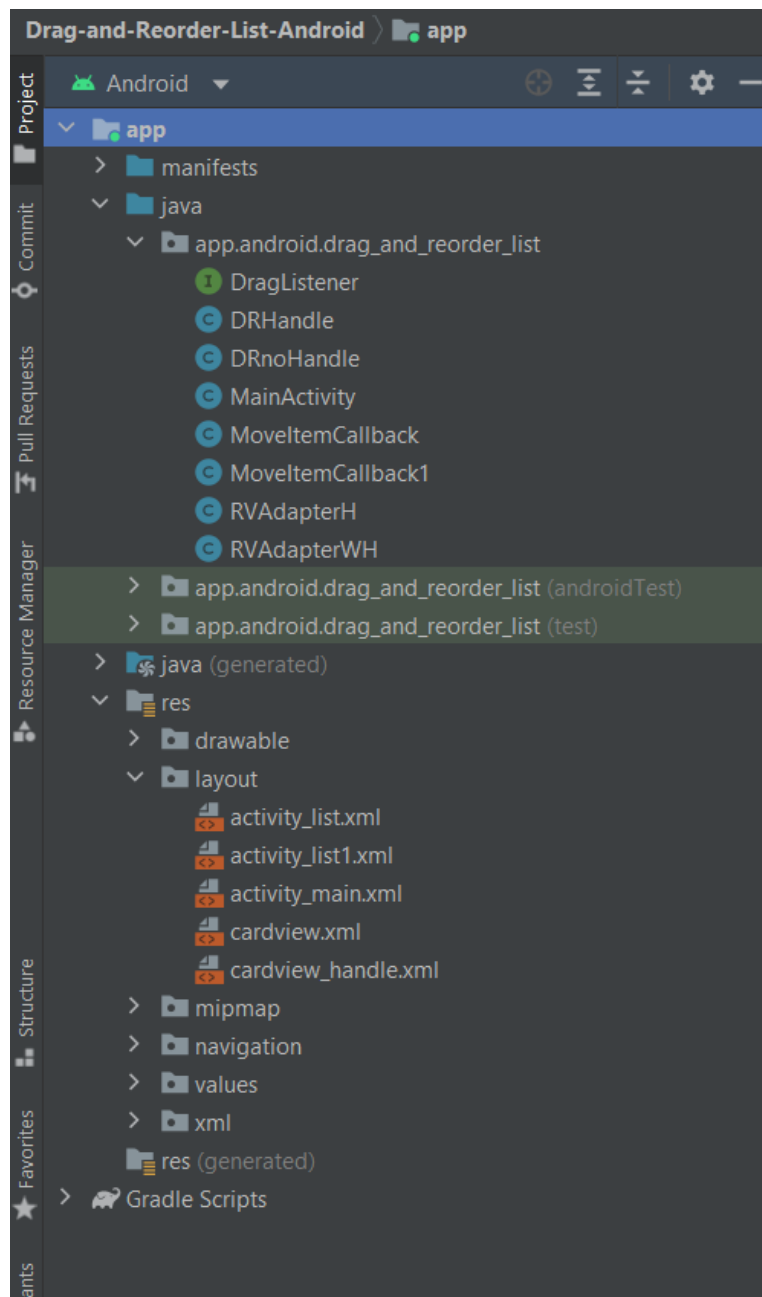 Drag-and-Reorder-List-Android app
Project
Android
app
manifests
Commit
java
app.android.drag_and_reorder_list
I DragListener
C DRHandle
Pull Requests
C DRnoHandle
C MainActivity
C MoveItemCallback
C MoveItemCallback1
C RVAdapterH
Resource Manager
C RVAdapterWH
app.android.drag_and_reorder_list (androidTest)
app.android.drag_and_reorder_list (test)
java (generated)
res
drawable
layout
activity_list.xml
activity_list1.xml
activity_main.xml
cardview.xml
Structure
cardview_handle.xml
mipmap
navigation
values
Favorites
xml
res (generated)
Gradle Scripts
ants